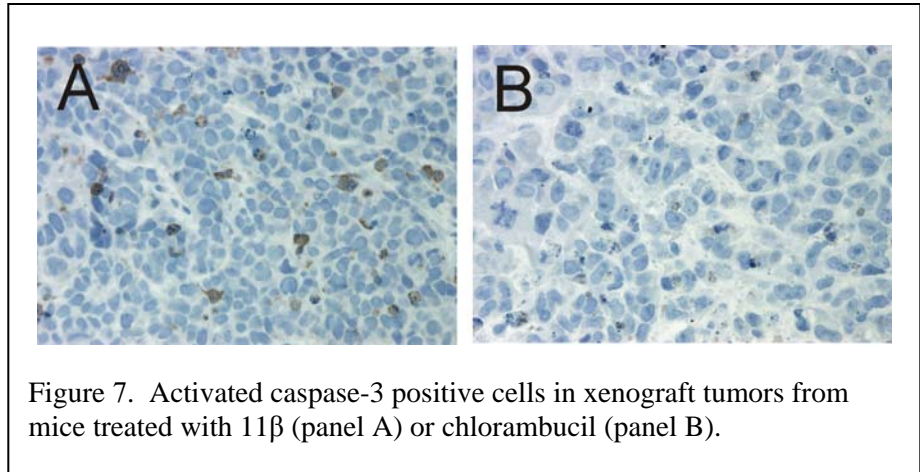 A
B
Figure 7.  Activated caspase-3 positive cells in xenograft tumors from
mice treated with 11β (panel A) or chlorambucil (panel B).